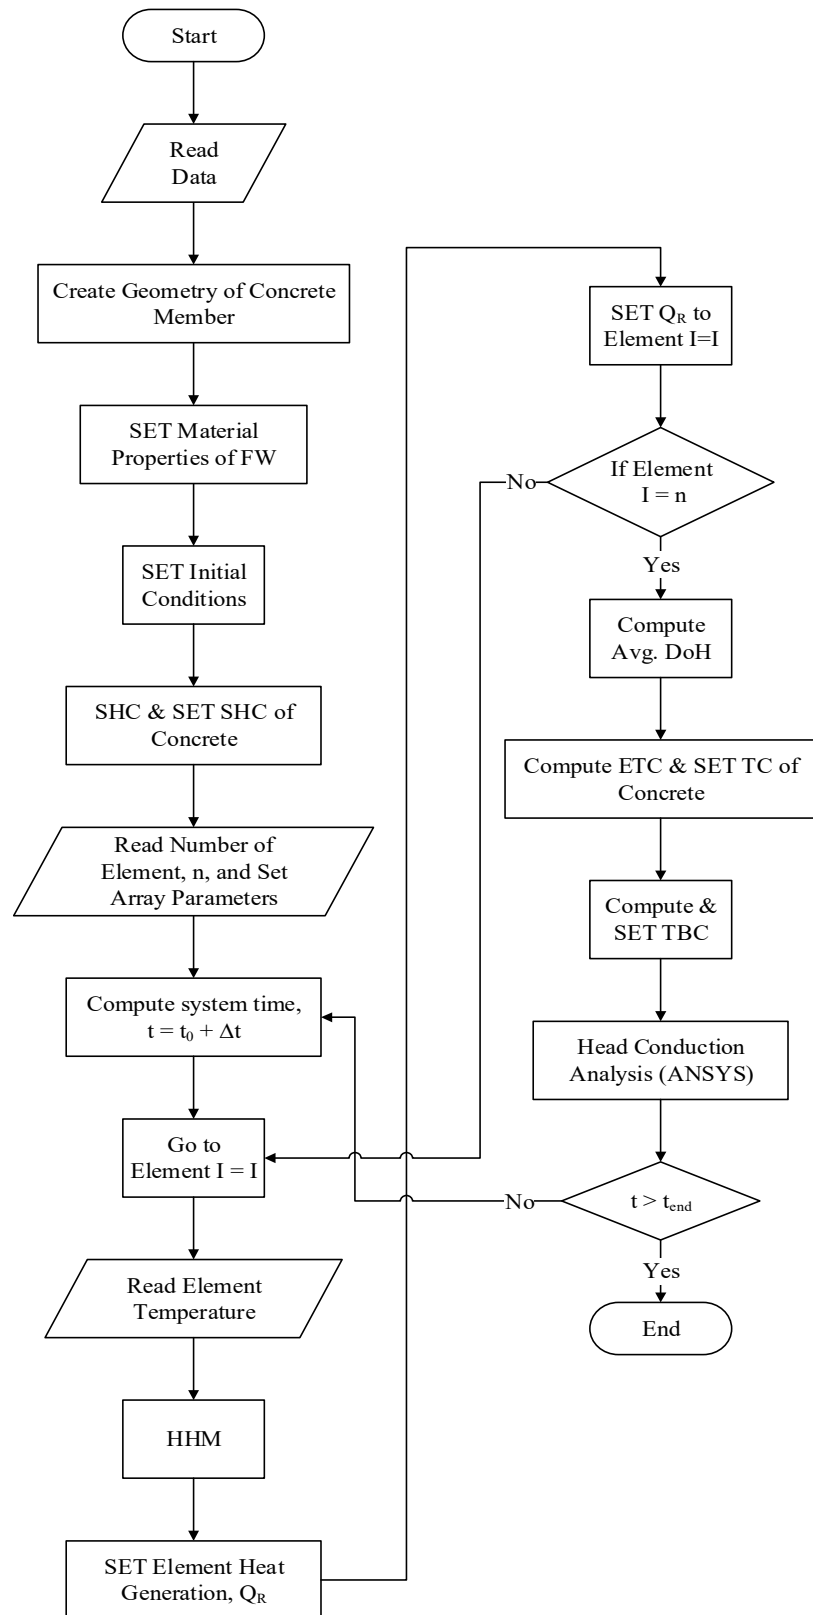 Start
Read
Data
Create Geometry of Concrete
Member
SET Material
Properties of FW
SET Initial
Conditions
SHC & SET SHC of
Concrete
Read Number of
Element, n, and Set
Array Parameters
Compute system time,
t = t₀ + Δt
Go to
Element I = I
Read Element
Temperature
HHM
SET Element Heat
Generation, Q_R
SET Q_R to
Element I=I
If Element
I = n
No
Yes
Compute
Avg. DoH
Compute ETC & SET TC of
Concrete
Compute &
SET TBC
Head Conduction
Analysis (ANSYS)
t > t_end
No
Yes
End